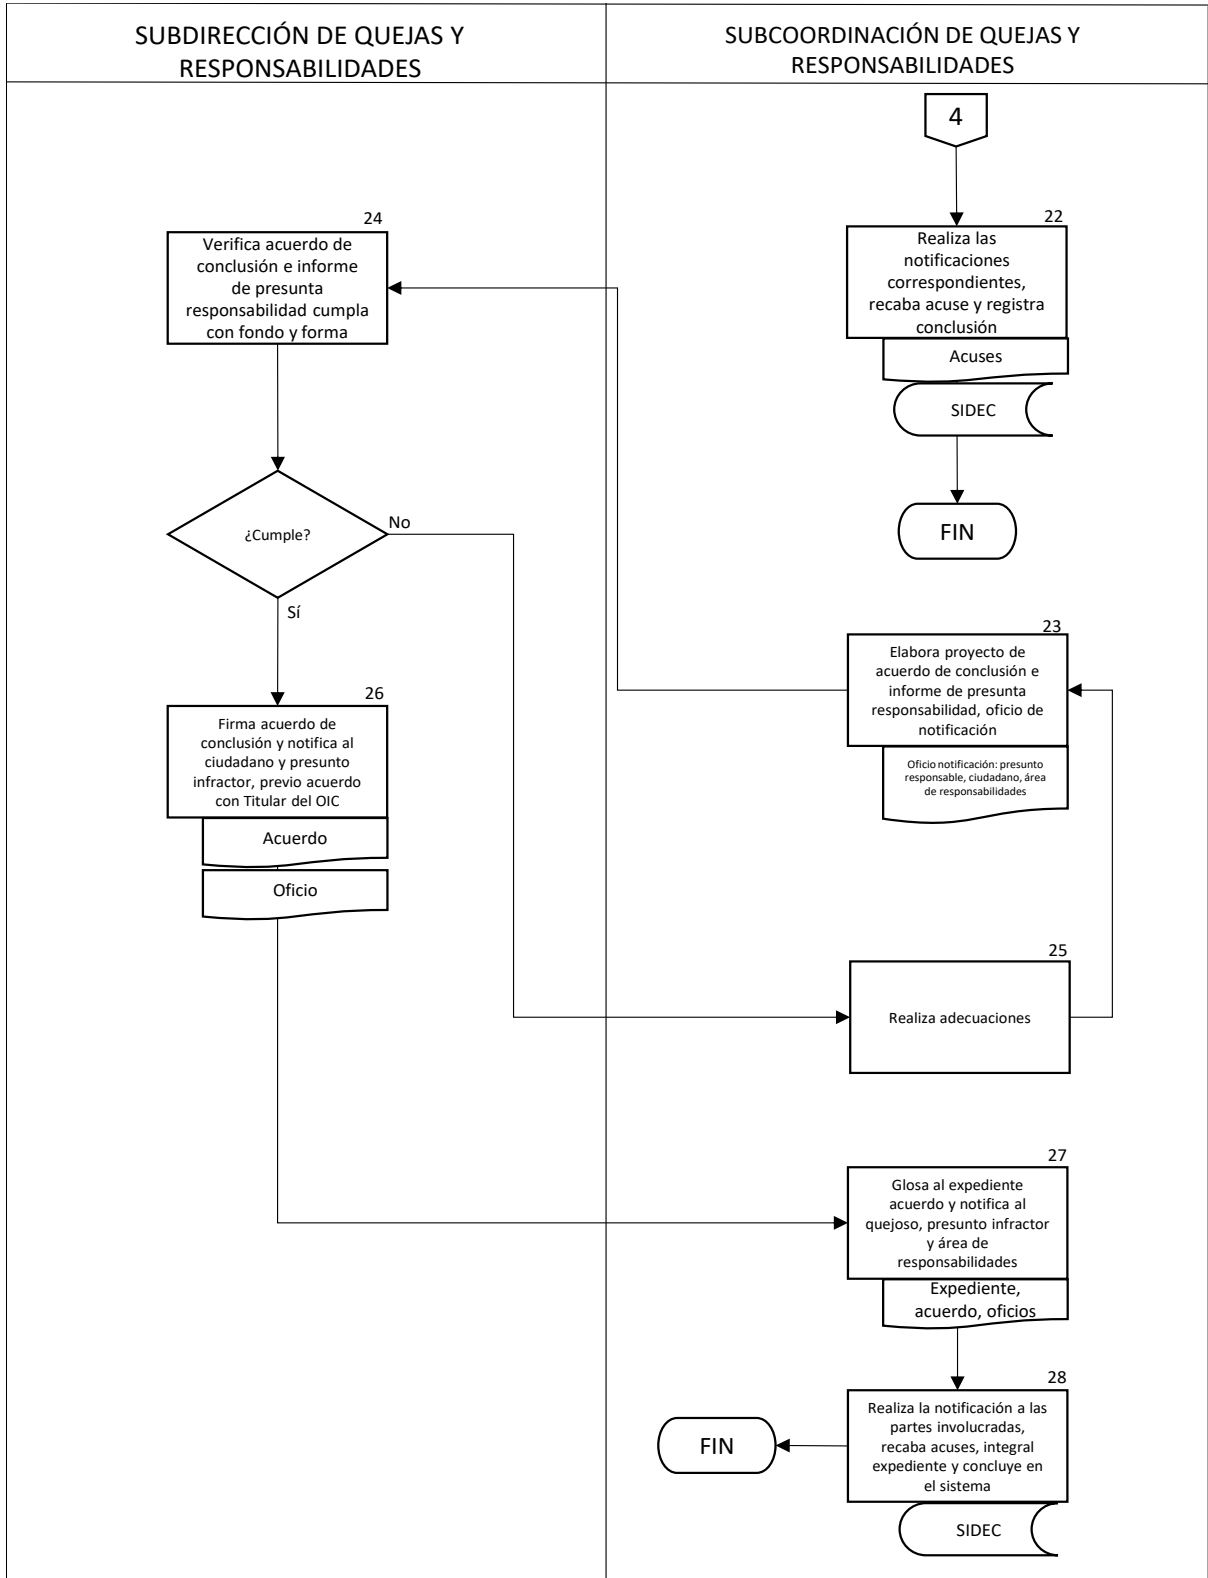 SUBDIRECCIÓN DE QUEJAS Y
RESPONSABILIDADES
SUBCOORDINACIÓN DE QUEJAS Y
RESPONSABILIDADES
4
22
Realiza las
notificaciones
correspondientes,
recaba acuse y registra
conclusión
Acuses
SIDEC
FIN
24
Verifica acuerdo de
conclusión e informe
de presunta
responsabilidad cumpla
con fondo y forma
¿Cumple?
No
Sí
23
Elabora proyecto de
acuerdo de conclusión e
informe de presunta
responsabilidad, oficio de
notificación
Oficio notificación: presunto
responsable, ciudadano, área
de responsabilidades
26
Firma acuerdo de
conclusión y notifica al
ciudadano y presunto
infractor, previo acuerdo
con Titular del OIC
Acuerdo
Oficio
25
Realiza adecuaciones
27
Glosa al expediente
acuerdo y notifica al
quejoso, presunto infractor
y área de
responsabilidades
Expediente,
acuerdo, oficios
28
Realiza la notificación a las
partes involucradas,
recaba acuses, integral
expediente y concluye en
el sistema
SIDEC
FIN